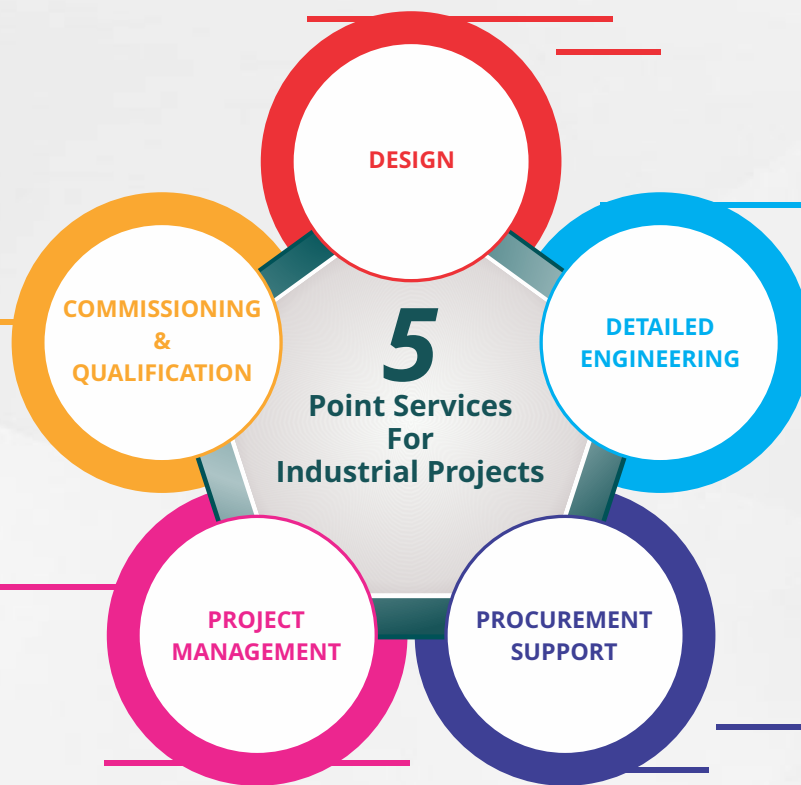 DESIGN
COMMISSIONING
&
QUALIFICATION
DETAILED
ENGINEERING
5
Point Services
For
Industrial Projects
PROJECT
MANAGEMENT
PROCUREMENT
SUPPORT